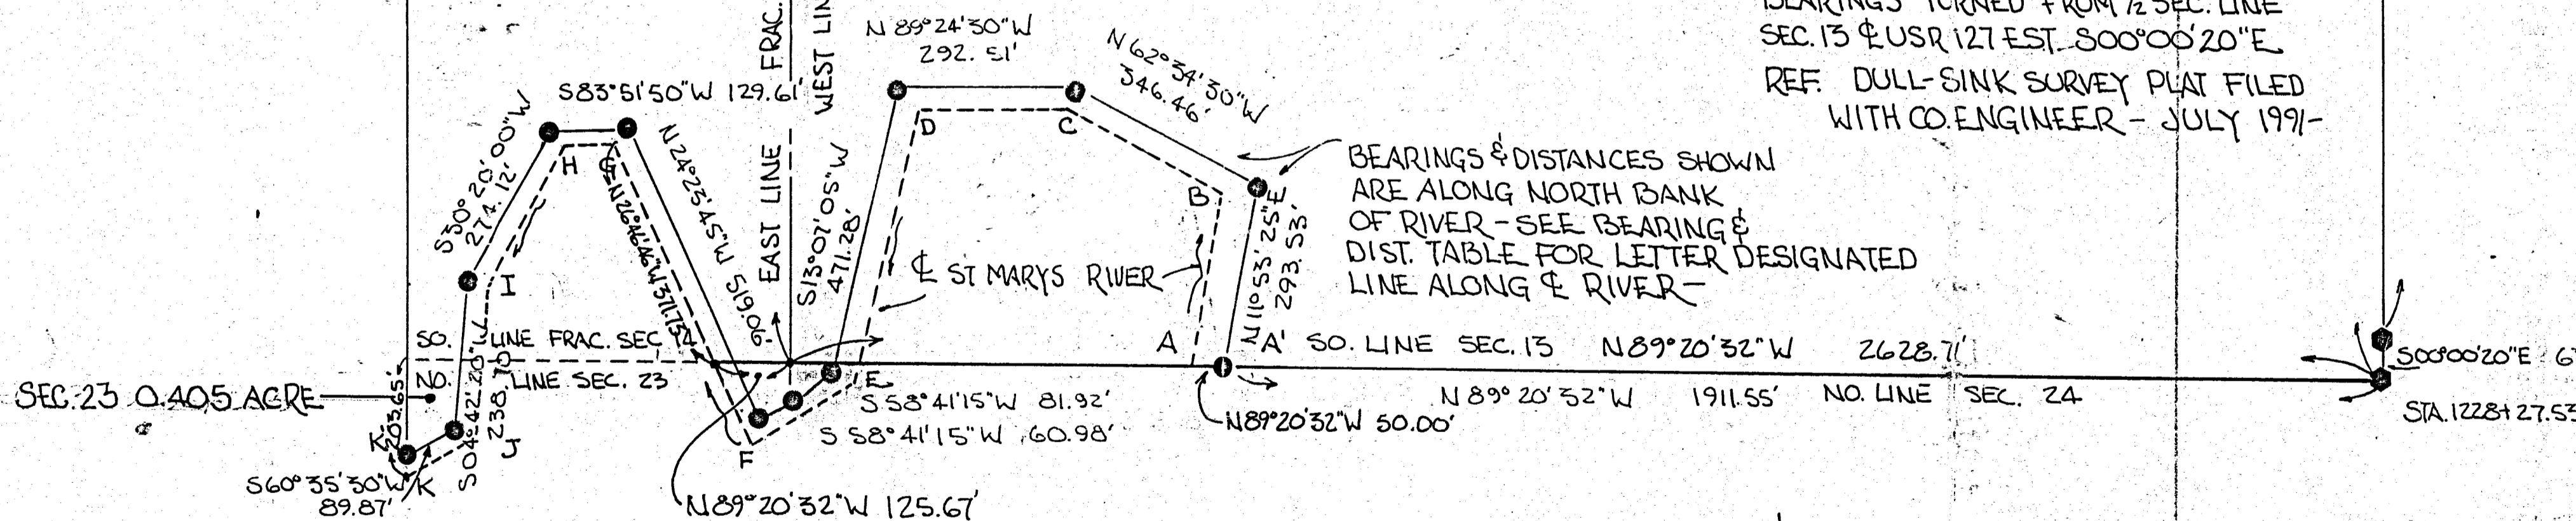 BEARINGS TURNED FROM 1/2 SEC. LINE
SEC. 13 ℄ USR 127 EST. S00°00'20"E
REF. DULL-SINK SURVEY PLAT FILED
WITH CO. ENGINEER - JULY 1991-
N 89°24'30"W
292.51'
N 62°34'30"W
346.46'
S83°51'50"W 129.61'
EAST LINE FRAC.
WEST LIN
S30°20'00"W
274.12'
N24°23'45"W 519.06'
G-N26°46'46"W 371.73'
S13°07'05"W
471.28'
D
C
B
H
I
BEARINGS & DISTANCES SHOWN
ARE ALONG NORTH BANK
OF RIVER - SEE BEARING &
DIST. TABLE FOR LETTER DESIGNATED
LINE ALONG ℄ RIVER-
℄ ST MARYS RIVER
N11°53'25"E
293.53'
A
A'
SO. LINE SEC. 13 N89°20'32"W 2628.71'
SO. LINE FRAC. SEC 14
NO. LINE SEC. 23
SEC. 23 0.405 ACRE
203.65'
S04°42'20"W
238.70'
E
S 58°41'15"W 81.92'
S 58°41'15"W 60.98'
N89°20'32"W 50.00'
N 89°20'32"W 1911.55' NO. LINE SEC. 24
S00°00'20"E 6
STA. 1228+27.53
K'
J
F
K
S60°35'30"W
89.87'
N89°20'32"W 125.67'